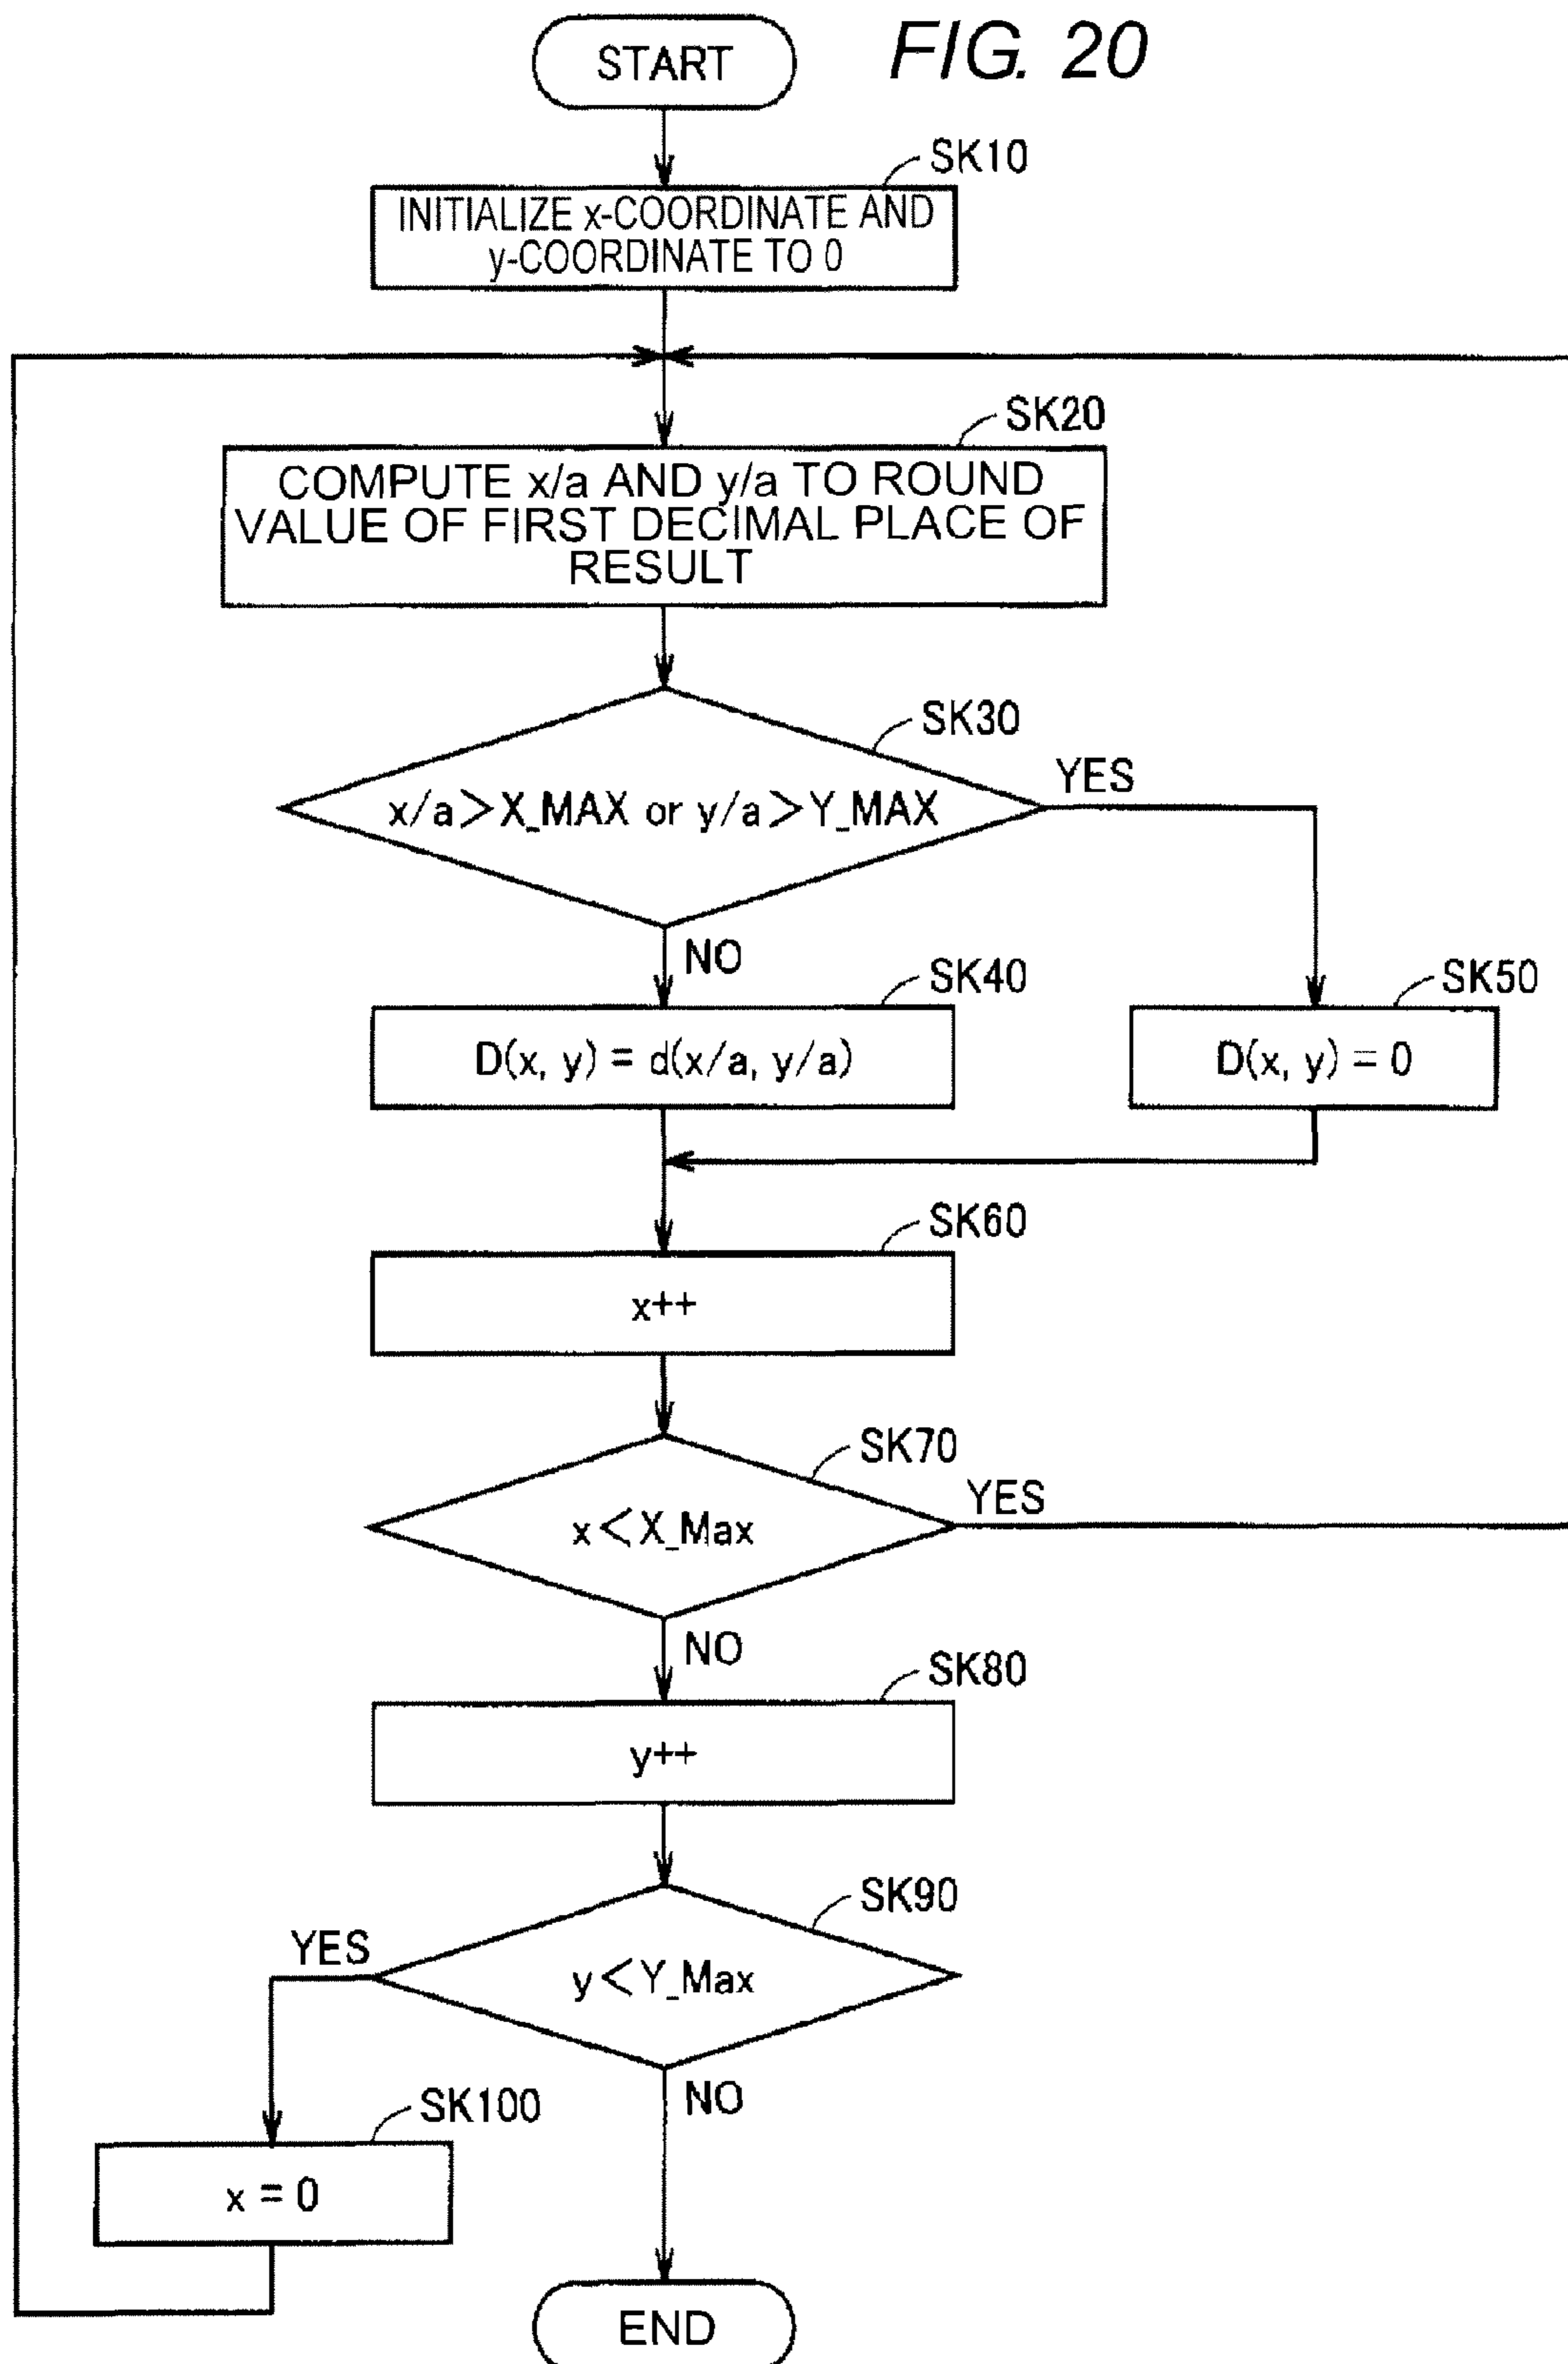 START
FIG. 20
SK10
INITIALIZE x-COORDINATE AND
y-COORDINATE TO 0
SK20
COMPUTE x/a AND y/a TO ROUND
VALUE OF FIRST DECIMAL PLACE OF
RESULT
SK30
x/a>X_MAX or y/a>Y_MAX
YES
NO
SK40
D(x, y) = d(x/a, y/a)
SK50
D(x, y) = 0
SK60
x++
SK70
x<X_Max
YES
NO
SK80
y++
SK90
y<Y_Max
YES
NO
SK100
x = 0
END